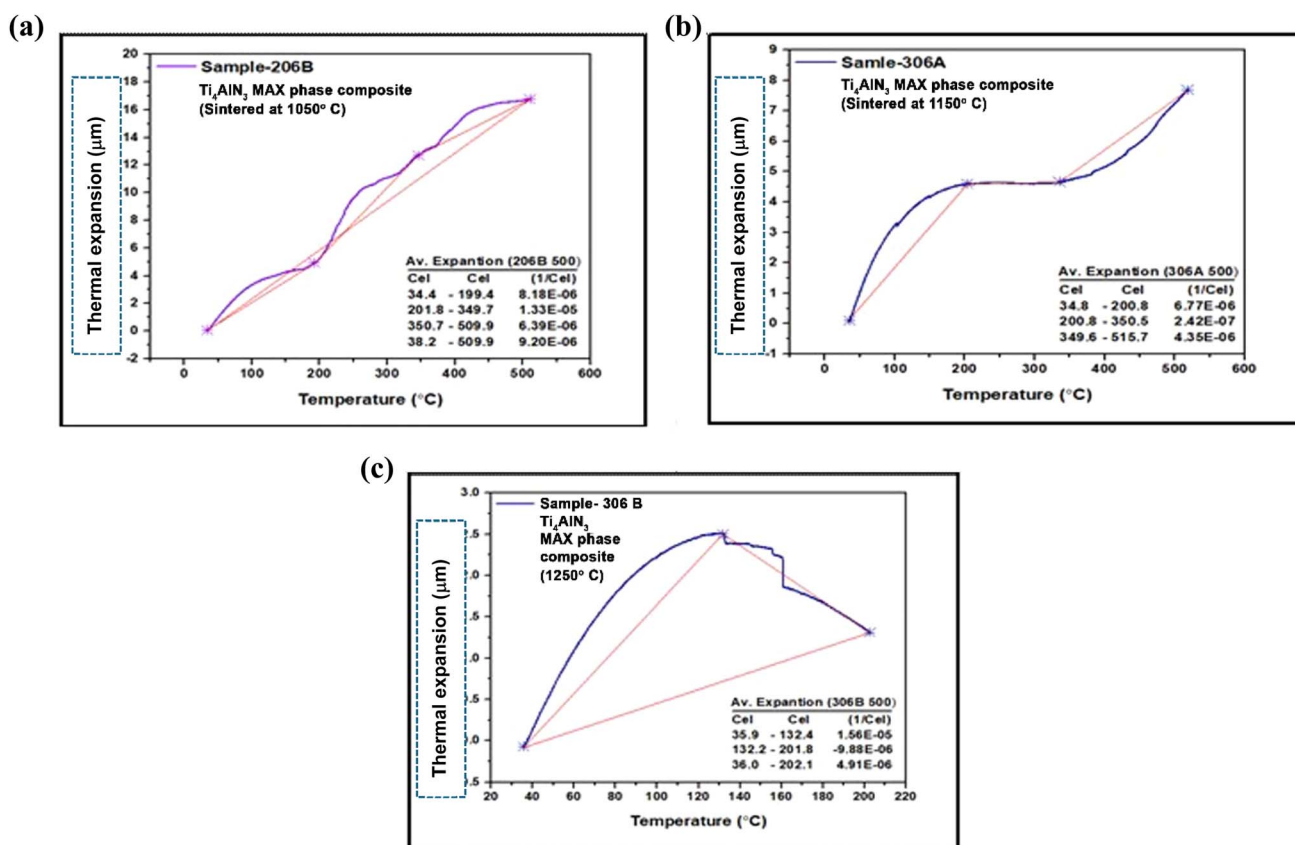 (a)
20
18
16
14
12
10
8
6
4
2
0
-2
Thermal expansion (μm)
Sample-206B
Ti₄AlN₃ MAX phase composite
(Sintered at 1050° C)
Av. Expantion (206B 500)
Cel Cel (1/Cel)
34.4 - 199.4 8.18E-06
201.8 - 349.7 1.33E-05
350.7 - 509.9 6.39E-06
38.2 - 509.9 9.20E-06
0 100 200 300 400 500 600
Temperature (°C)
(b)
9
8
7
6
5
4
3
2
1
0
-1
Thermal expansion (μm)
Samle-306A
Ti₄AlN₃ MAX phase composite
(Sintered at 1150° C)
Av. Expantion (306A 500)
Cel Cel (1/Cel)
34.8 - 200.8 6.77E-06
200.8 - 350.5 2.42E-07
349.6 - 515.7 4.35E-06
0 100 200 300 400 500 600
Temperature (°C)
(c)
Thermal expansion (μm)
Sample- 306 B
Ti₄AlN₃
MAX phase
composite
(1250° C)
Av. Expantion (306B 500)
Cel Cel (1/Cel)
35.9 - 132.4 1.56E-05
132.2 - 201.8 -9.88E-06
36.0 - 202.1 4.91E-06
20 40 60 80 100 120 140 160 180 200 220
Temperature (°C)